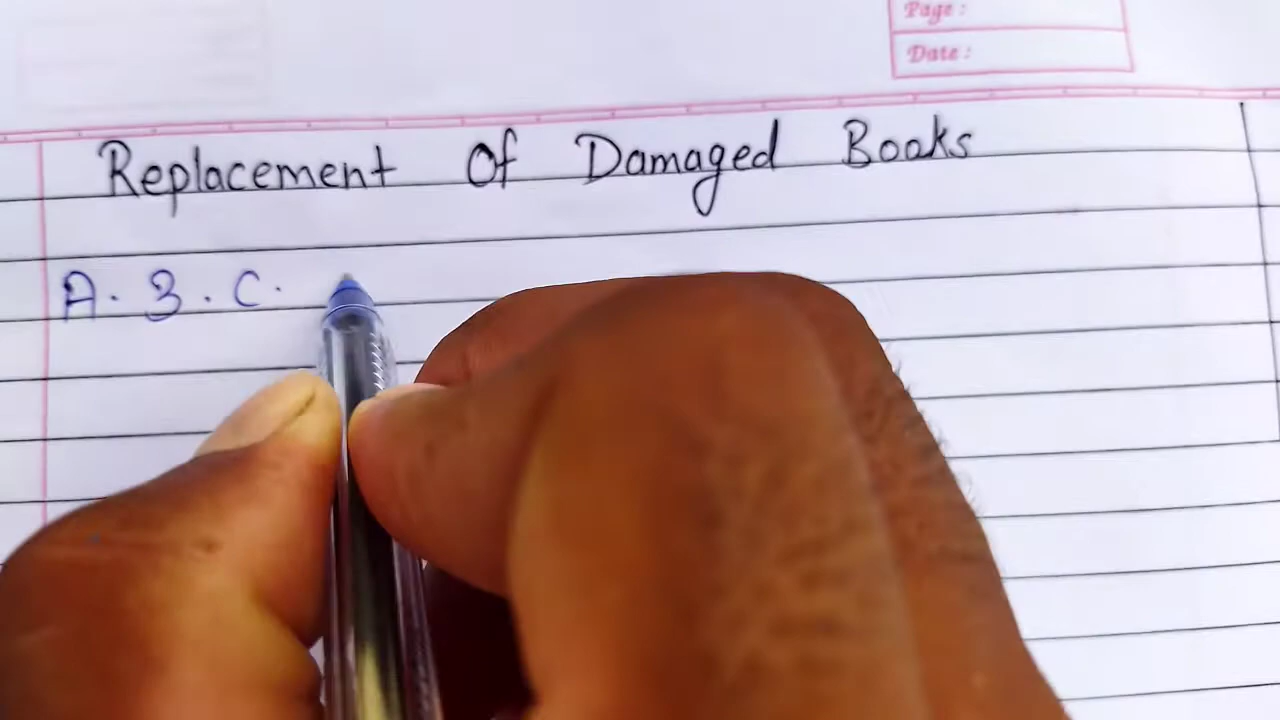 Page :
Date :
Replacement Of Damaged Books
A. B. C.